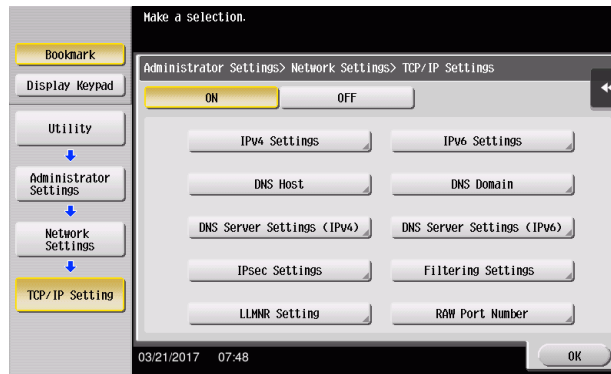 Make a selection.
Bookmark
Display Keypad
Utility
Administrator
Settings
Network
Settings
TCP/IP Setting
Administrator Settings> Network Settings> TCP/IP Settings
ON OFF
IPv4 Settings IPv6 Settings
DNS Host DNS Domain
DNS Server Settings (IPv4) DNS Server Settings (IPv6)
IPsec Settings Filtering Settings
LLMNR Setting RAW Port Number
03/21/2017 07:48 OK